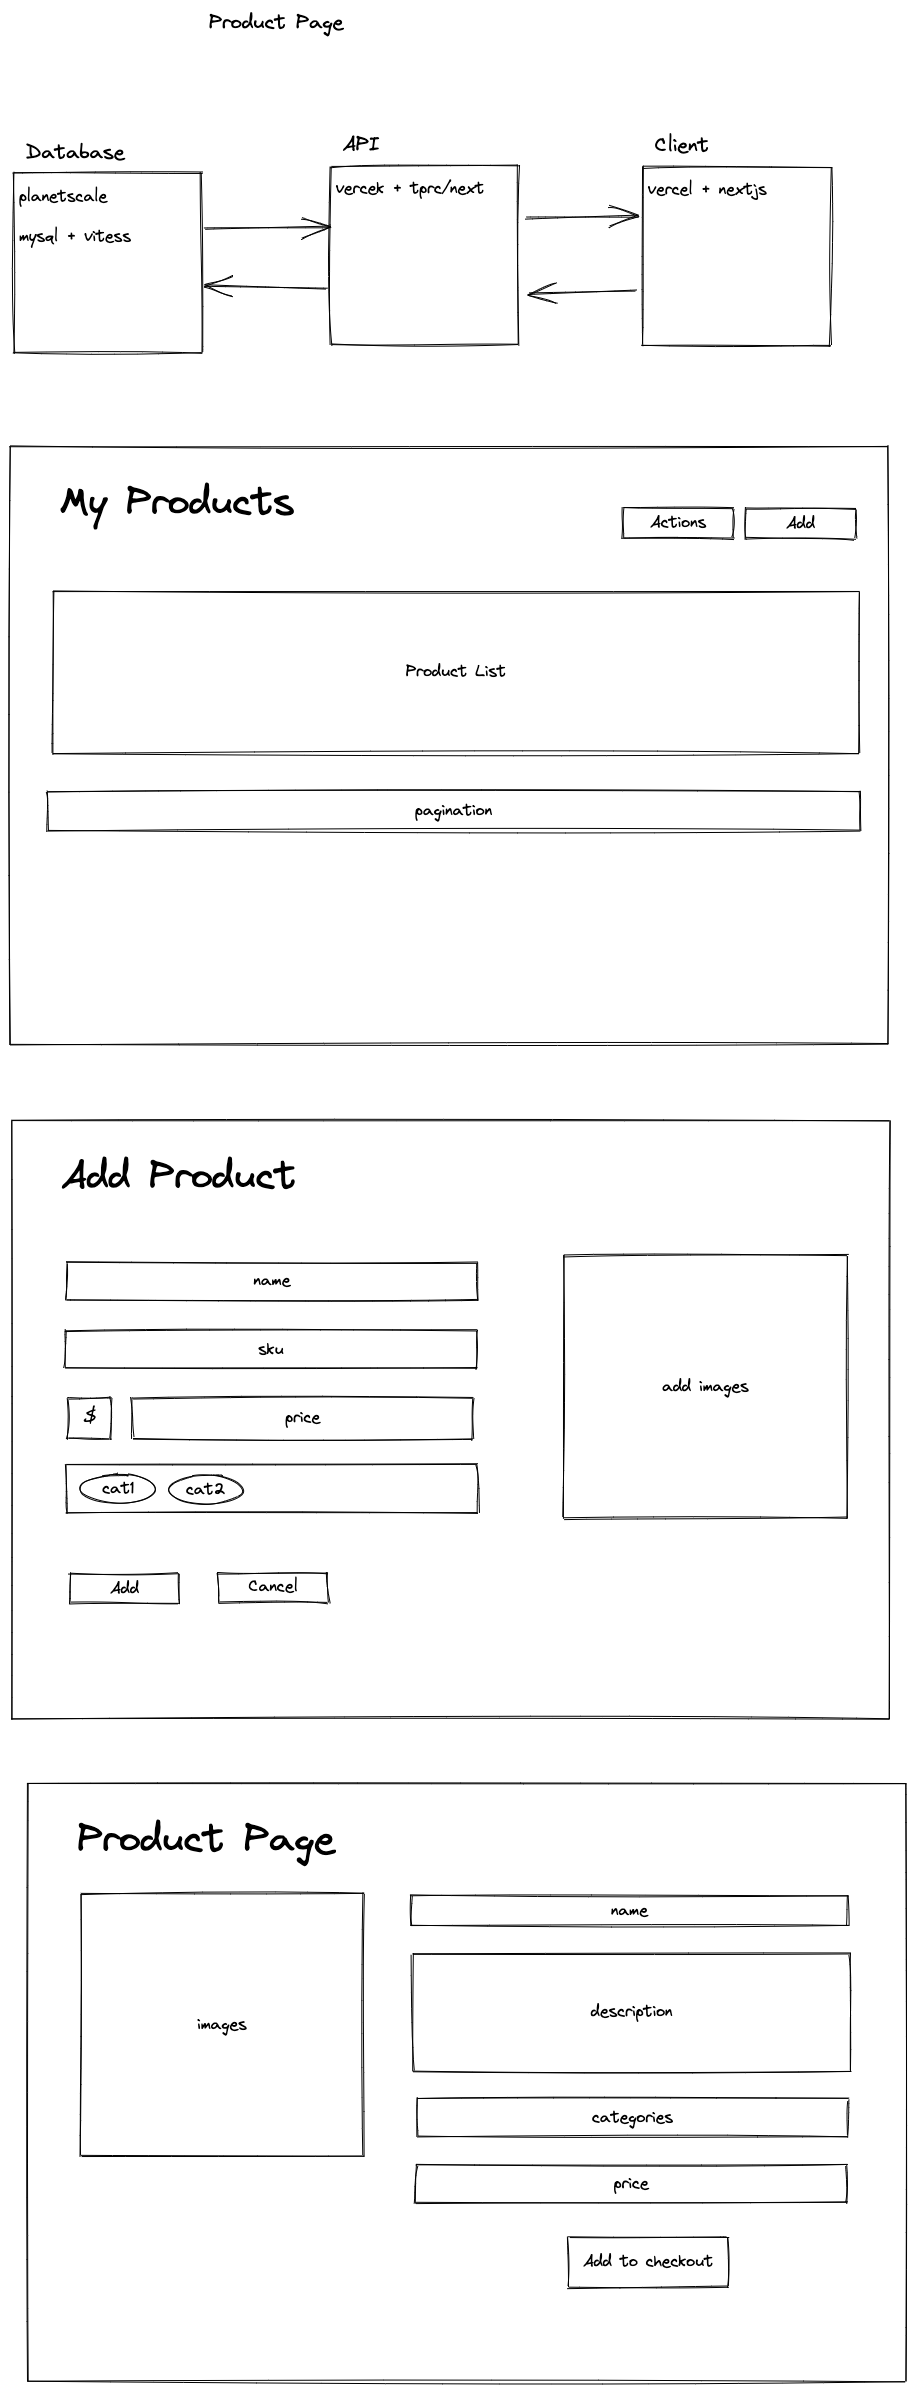 Product Page
Database
API
Client
planetscale
mysql + vitess
vercek + tprc/next
vercel + nextjs
My Products
Actions
Add
Product List
pagination
Add Product
name
sku
$
price
cat1
cat2
add images
Add
Cancel
Product Page
images
name
description
categories
price
Add to checkout